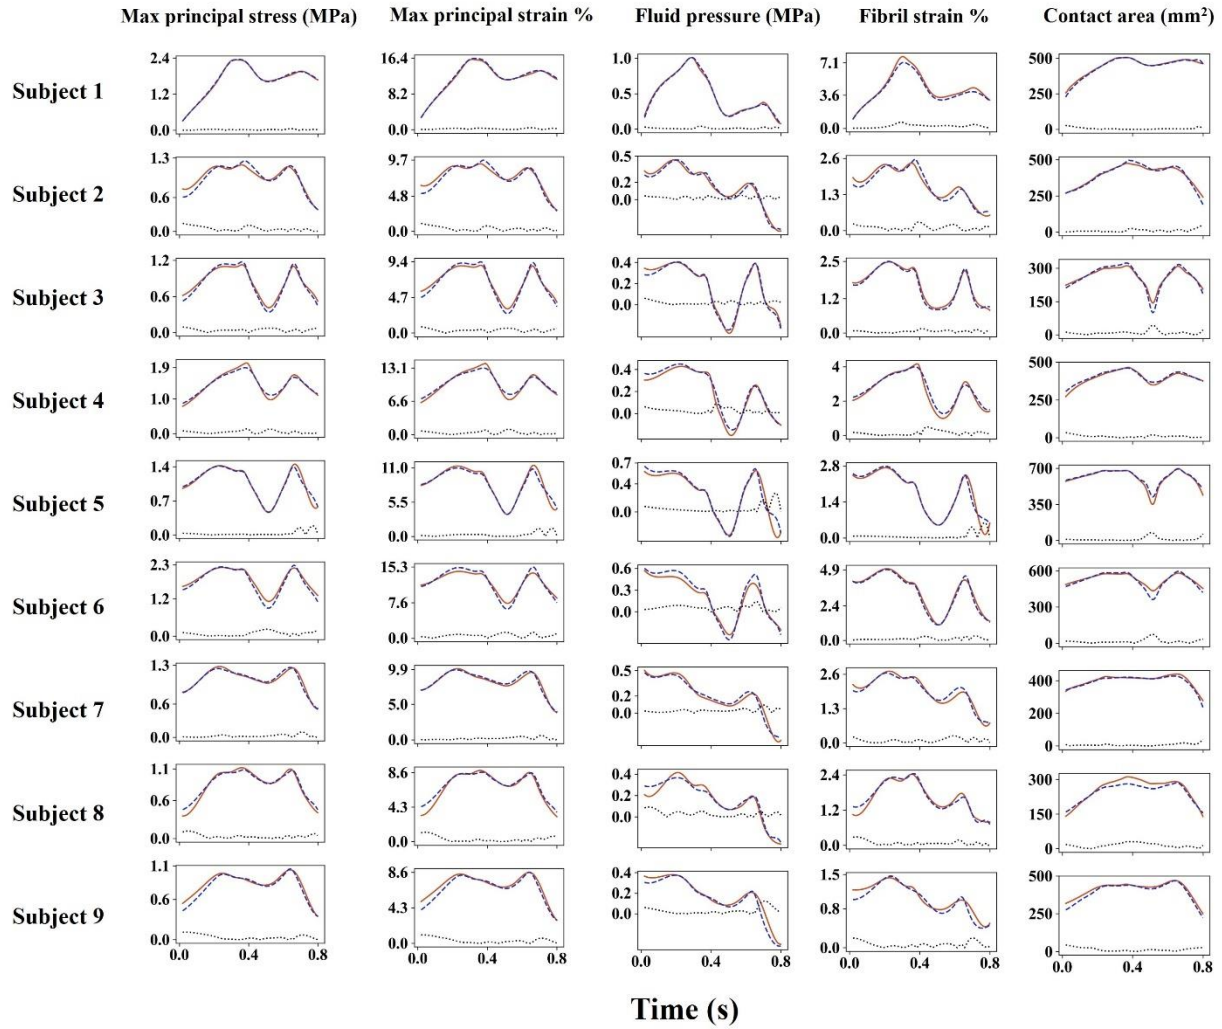 Max principal stress (MPa) Max principal strain % Fluid pressure (MPa) Fibril strain % Contact area (mm²)
Subject 1 2.4 1.2 0.0 16.4 8.2 0.0 1.0 0.5 0.0 7.1 3.6 0.0 500 250 0
Subject 2 1.3 0.6 0.0 9.7 4.8 0.0 0.5 0.2 0.0 2.6 1.3 0.0 500 250 0
Subject 3 1.2 0.6 0.0 9.4 4.7 0.0 0.4 0.2 0.0 2.5 1.2 0.0 300 150 0
Subject 4 1.9 1.0 0.0 13.1 6.6 0.0 0.4 0.2 0.0 4 2 0 500 250 0
Subject 5 1.4 0.7 0.0 11.0 5.5 0.0 0.7 0.4 0.0 2.8 1.4 0.0 700 350 0
Subject 6 2.3 1.2 0.0 15.3 7.6 0.0 0.6 0.3 0.0 4.9 2.4 0.0 600 300 0
Subject 7 1.3 0.6 0.0 9.9 5.0 0.0 0.5 0.2 0.0 2.6 1.3 0.0 400 200 0
Subject 8 1.1 0.6 0.0 8.6 4.3 0.0 0.4 0.2 0.0 2.4 1.2 0.0 300 150 0
Subject 9 1.1 0.6 0.0 8.6 4.3 0.0 0.4 0.2 0.0 1.5 0.8 0.0 500 250 0
0.0 0.4 0.8 0.0 0.4 0.8 0.0 0.4 0.8 0.0 0.4 0.8 0.0 0.4 0.8
Time (s)